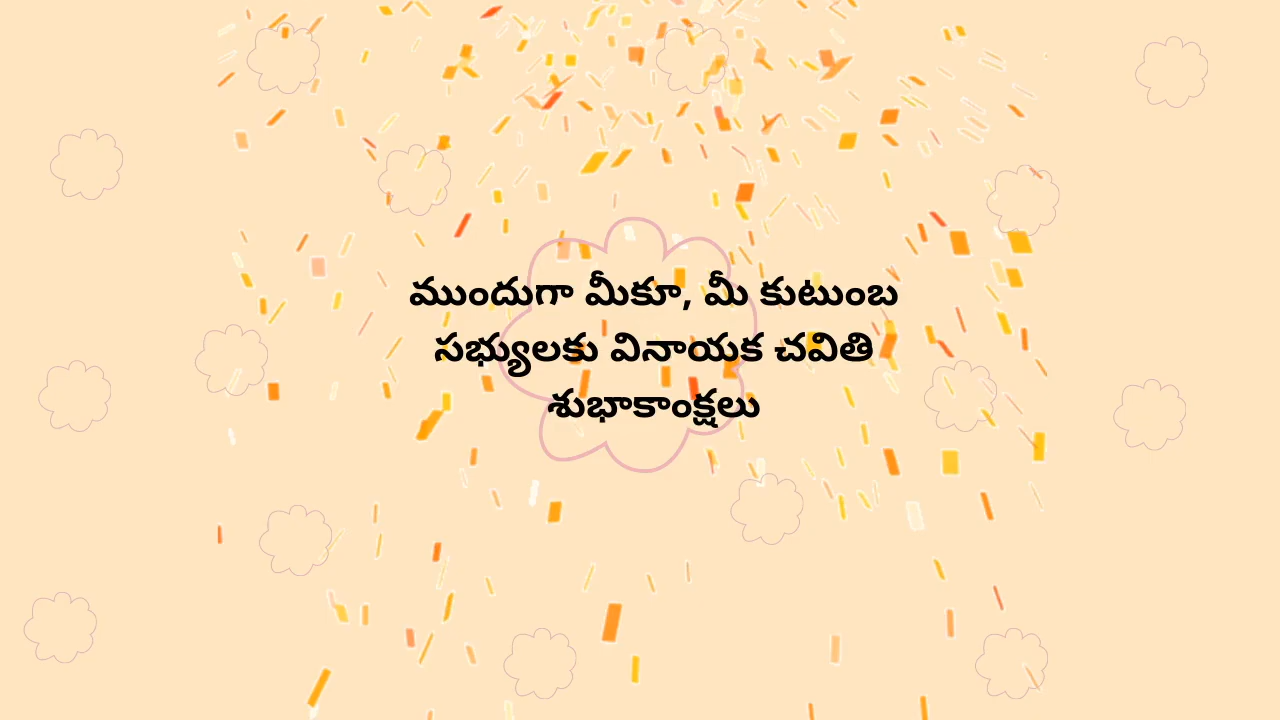 ముందుగా మీకూ, మీ కుటుంబ
సభ్యులకు వినాయక చవితి
శుభాకాంక్షలు